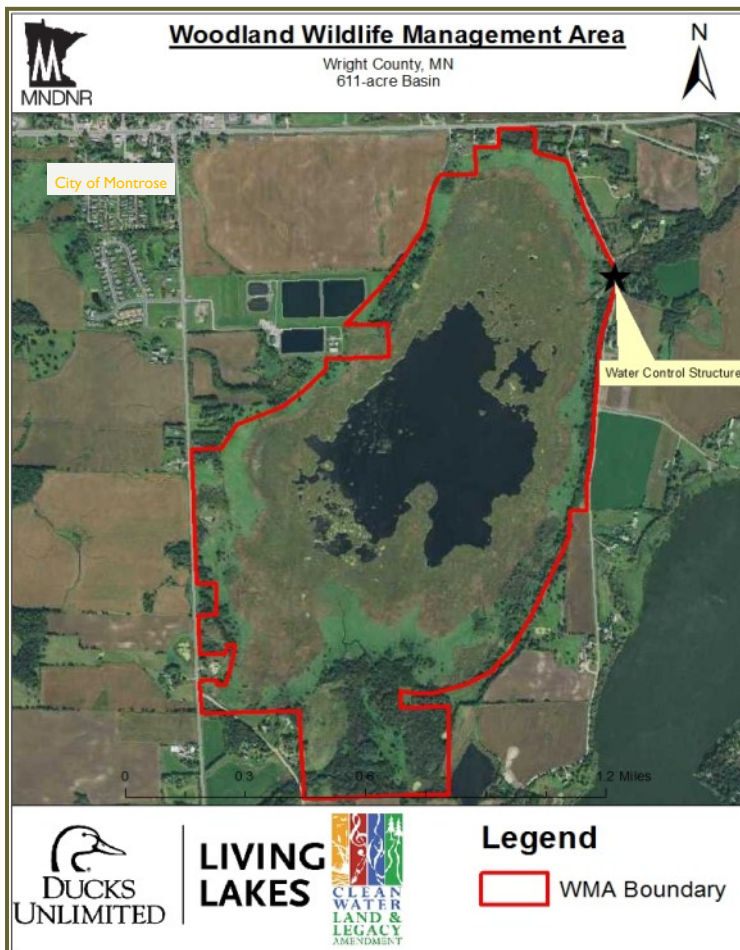 Woodland Wildlife Management Area
Wright County, MN
611-acre Basin
N
MNDNR
City of Montrose
Water Control Structure
0
0.3
0.6
1.2 Miles
DUCKS
UNLIMITED
LIVING
LAKES
CLEAN
WATER
LAND &
LEGACY
AMENDMENT
Legend
WMA Boundary